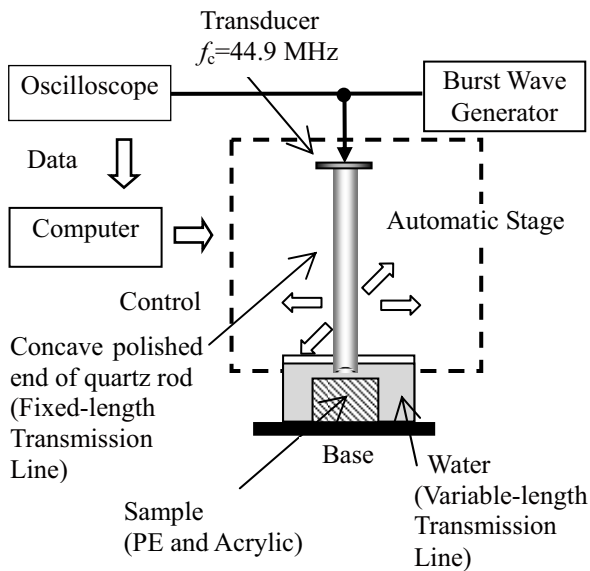 Transducer
f_c=44.9 MHz
Oscilloscope
Burst Wave
Generator
Data
Computer
Automatic Stage
Control
Concave polished
end of quartz rod
(Fixed-length
Transmission
Line)
Base
Sample
(PE and Acrylic)
Water
(Variable-length
Transmission
Line)